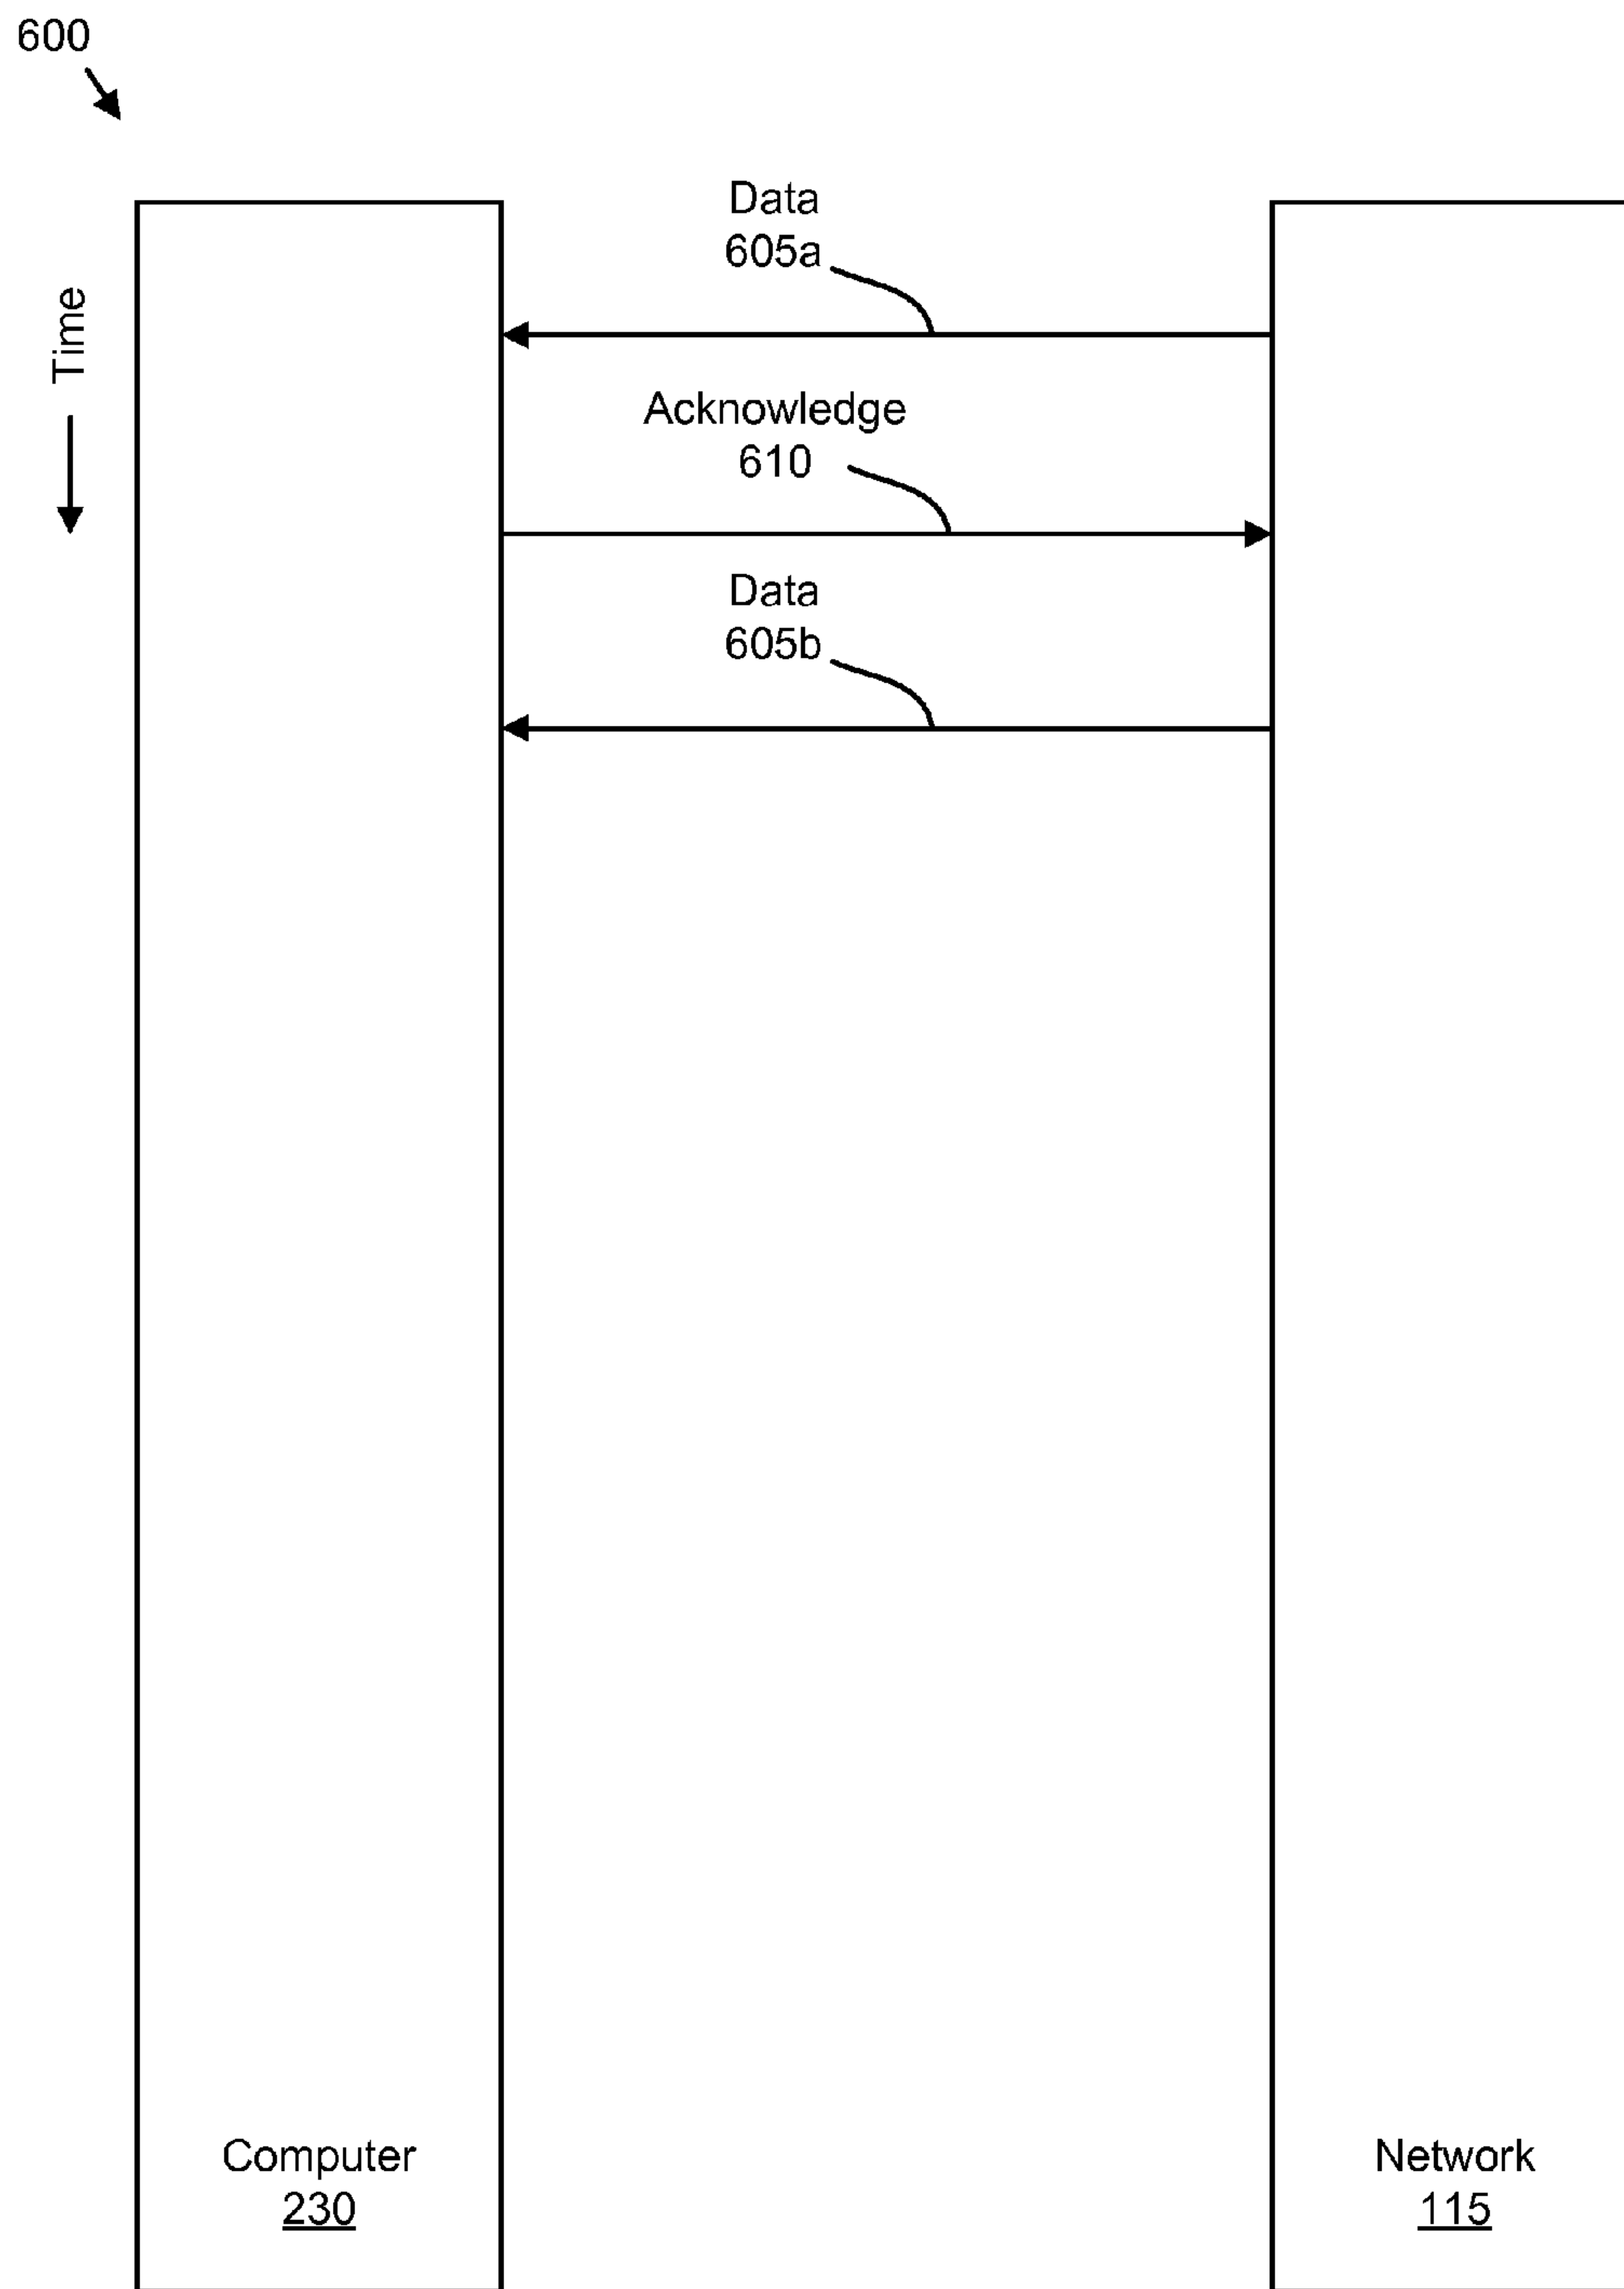 600
Time
Data
605a
Acknowledge
610
Data
605b
Computer
230
Network
115